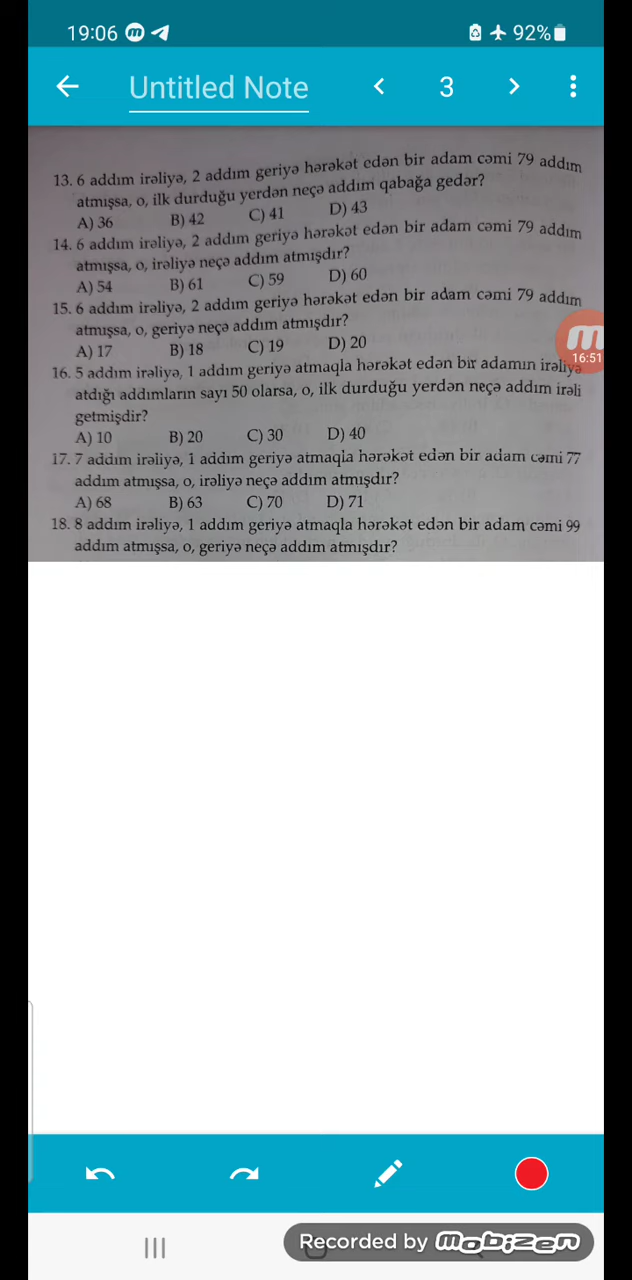 19:06 92%
Untitled Note < 3 >
13. 6 addım irəliyə, 2 addım geriyə hərəkət edən bir adam cəmi 79 addım
atmışsa, o, ilk durduğu yerdən neçə addım qabağa gedər?
A) 36 B) 42 C) 41 D) 43
14. 6 addım irəliyə, 2 addım geriyə hərəkət edən bir adam cəmi 79 addım
atmışsa, o, irəliyə neçə addım atmışdır?
A) 54 B) 61 C) 59 D) 60
15. 6 addım irəliyə, 2 addım geriyə hərəkət edən bir adam cəmi 79 addım
atmışsa, o, geriyə neçə addım atmışdır?
A) 17 B) 18 C) 19 D) 20
16:51
16. 5 addım irəliyə, 1 addım geriyə atmaqla hərəkət edən bir adamın irəliyə
atdığı addımların sayı 50 olarsa, o, ilk durduğu yerdən neçə addım irəli
getmişdir?
A) 10 B) 20 C) 30 D) 40
17. 7 addım irəliyə, 1 addım geriyə atmaqla hərəkət edən bir adam cəmi 77
addım atmışsa, o, irəliyə neçə addım atmışdır?
A) 68 B) 63 C) 70 D) 71
18. 8 addım irəliyə, 1 addım geriyə atmaqla hərəkət edən bir adam cəmi 99
addım atmışsa, o, geriyə neçə addım atmışdır?
Recorded by mobizen